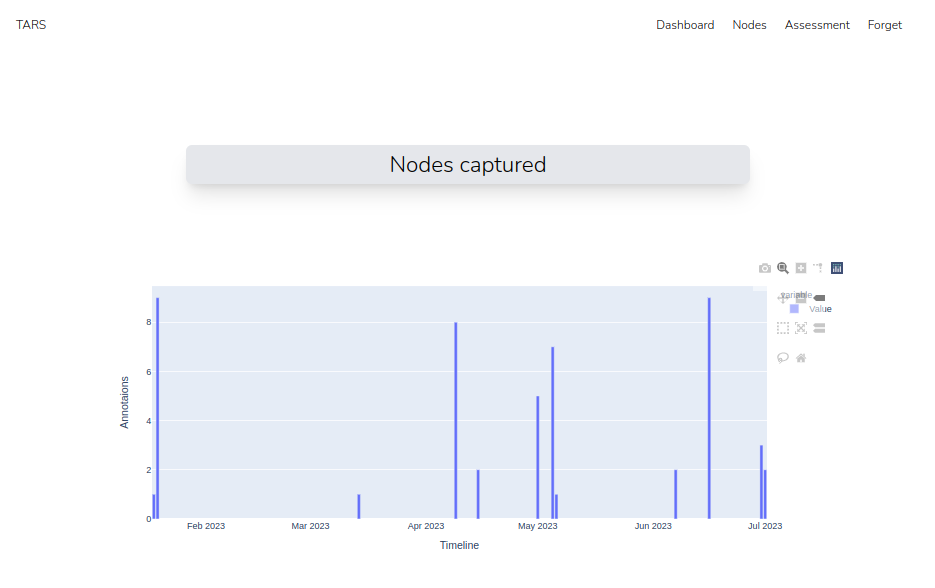 TARS Dashboard Nodes Assessment Forget
Nodes captured
variable
Value
8
6
4
2
0
Annotaions
Feb 2023 Mar 2023 Apr 2023 May 2023 Jun 2023 Jul 2023
Timeline